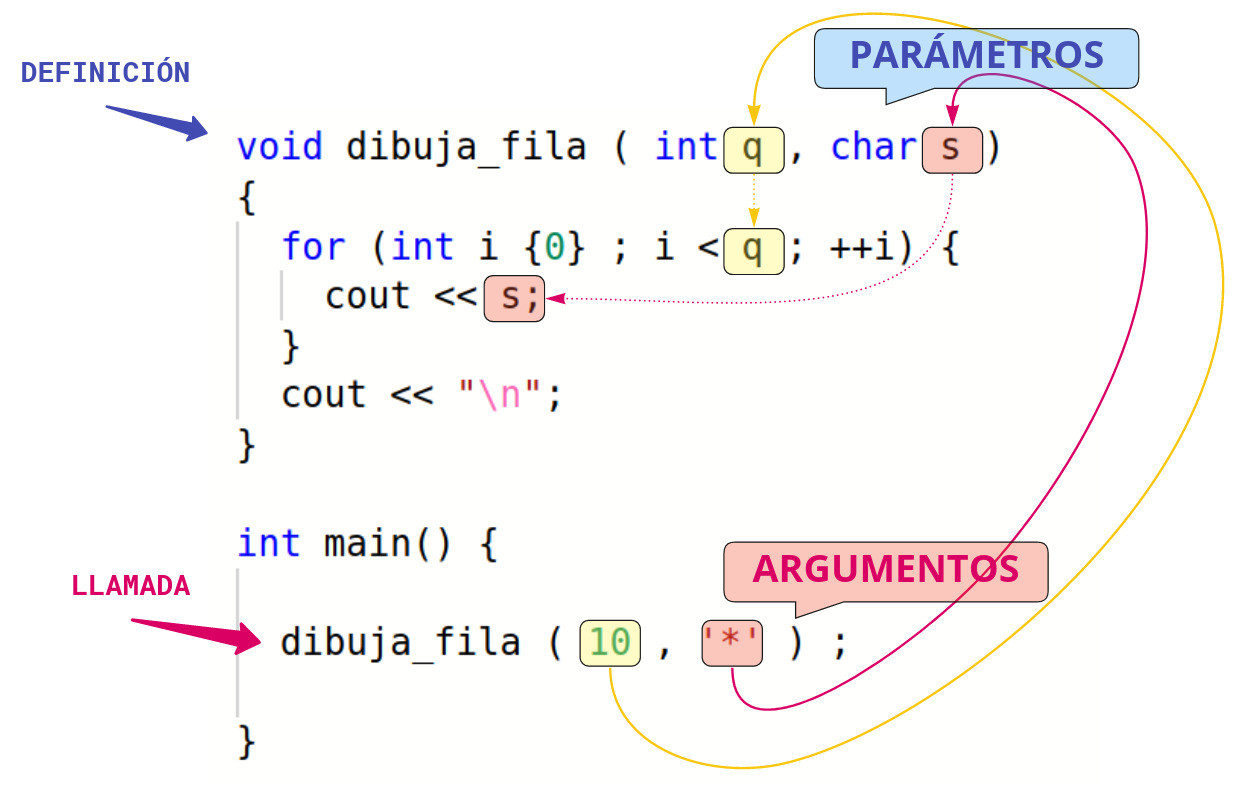 PARÁMETROS
DEFINICIÓN
void dibuja_fila ( int q , char s )
{
for (int i {0} ; i < q ; ++i) {
cout << s;
}
cout << "\n";
}
int main() {
ARGUMENTOS
LLAMADA
dibuja_fila ( 10 , '*' ) ;
}